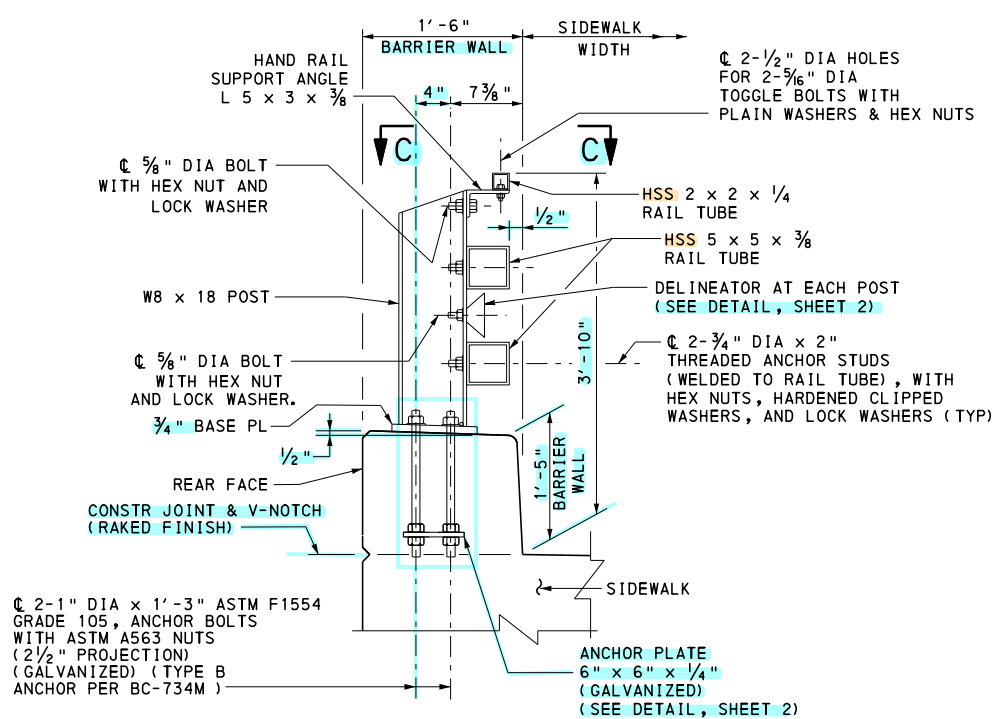 1'-6"
BARRIER WALL
SIDEWALK
WIDTH
HAND RAIL
SUPPORT ANGLE
L 5 x 3 x 3/8
4"
7 3/8"
℄ 2-1/2" DIA HOLES
FOR 2-5/16" DIA
TOGGLE BOLTS WITH
PLAIN WASHERS & HEX NUTS
C
C
℄ 5/8" DIA BOLT
WITH HEX NUT AND
LOCK WASHER
HSS 2 x 2 x 1/4
RAIL TUBE
1/2"
HSS 5 x 5 x 3/8
RAIL TUBE
W8 x 18 POST
DELINEATOR AT EACH POST
(SEE DETAIL, SHEET 2)
3'-10"
℄ 2-3/4" DIA x 2"
THREADED ANCHOR STUDS
(WELDED TO RAIL TUBE), WITH
HEX NUTS, HARDENED CLIPPED
WASHERS, AND LOCK WASHERS (TYP)
℄ 5/8" DIA BOLT
WITH HEX NUT
AND LOCK WASHER.
3/4" BASE PL
1/2"
1'-5"
BARRIER
WALL
REAR FACE
CONSTR JOINT & V-NOTCH
(RAKED FINISH)
SIDEWALK
℄ 2-1" DIA x 1'-3" ASTM F1554
GRADE 105, ANCHOR BOLTS
WITH ASTM A563 NUTS
(2 1/2" PROJECTION)
(GALVANIZED) (TYPE B
ANCHOR PER BC-734M )
ANCHOR PLATE
6" x 6" x 1/4"
(GALVANIZED)
(SEE DETAIL, SHEET 2)